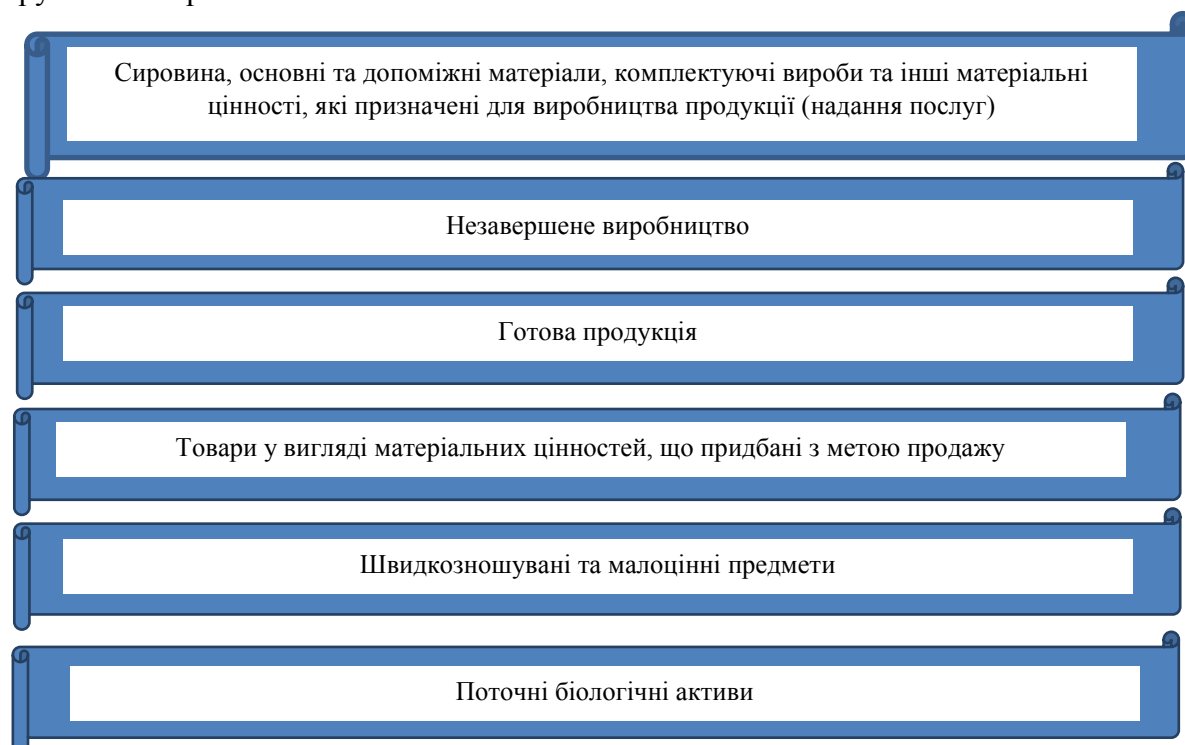 Сировина, основні та допоміжні матеріали, комплектуючі вироби та інші матеріальні
цінності, які призначені для виробництва продукції (надання послуг)
Незавершене виробництво
Готова продукція
Товари у вигляді матеріальних цінностей, що придбані з метою продажу
Швидкозношувані та малоцінні предмети
Поточні біологічні активи